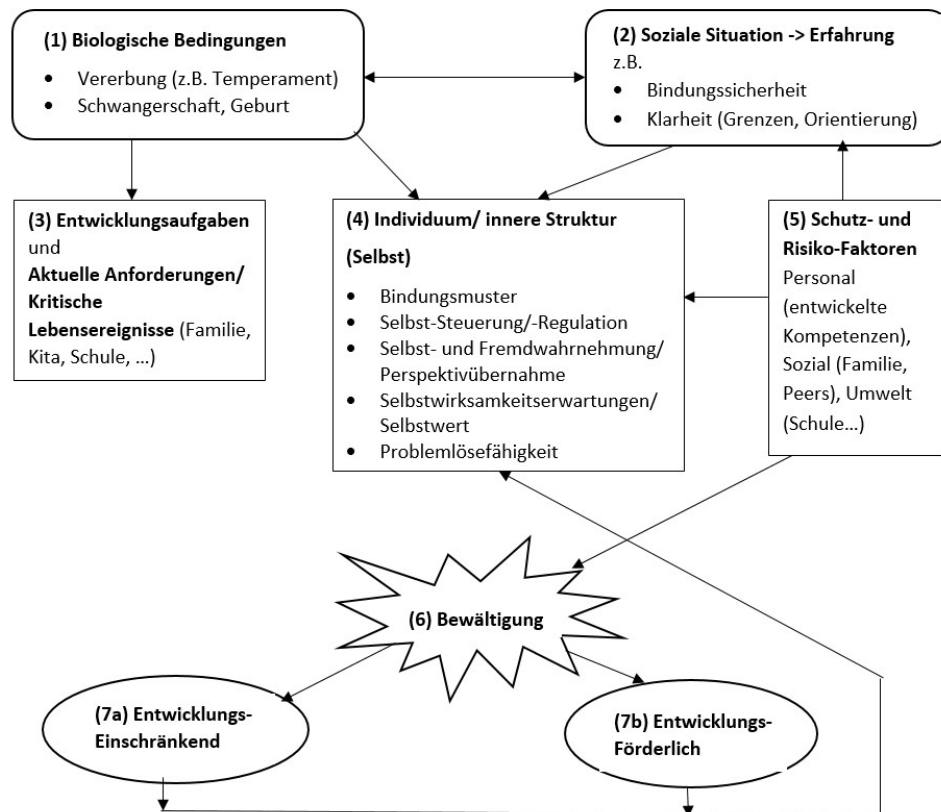 (1) Biologische Bedingungen
• Vererbung (z.B. Temperament)
• Schwangerschaft, Geburt
(2) Soziale Situation -> Erfahrung
z.B.
• Bindungssicherheit
• Klarheit (Grenzen, Orientierung)
(3) Entwicklungsaufgaben
und
Aktuelle Anforderungen/
Kritische
Lebensereignisse (Familie,
Kita, Schule, ...)
(4) Individuum/ innere Struktur
(Selbst)
• Bindungsmuster
• Selbst-Steuerung/-Regulation
• Selbst- und Fremdwahrnehmung/
Perspektivübernahme
• Selbstwirksamkeitserwartungen/
Selbstwert
• Problemlösefähigkeit
(5) Schutz- und
Risiko-Faktoren
Personal
(entwickelte
Kompetenzen),
Sozial (Familie,
Peers), Umwelt
(Schule...)
(6) Bewältigung
(7a) Entwicklungs-
Einschränkend
(7b) Entwicklungs-
Förderlich